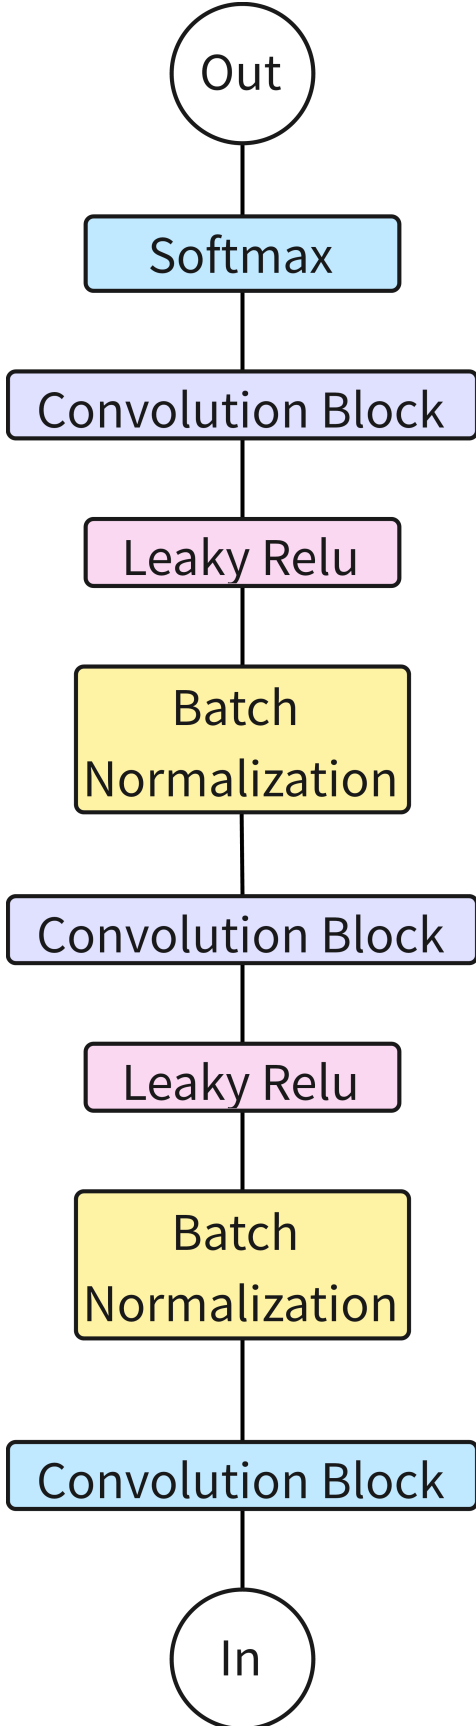 Out
Softmax
Convolution Block
Leaky Relu
Batch
Normalization
Convolution Block
Leaky Relu
Batch
Normalization
Convolution Block
In